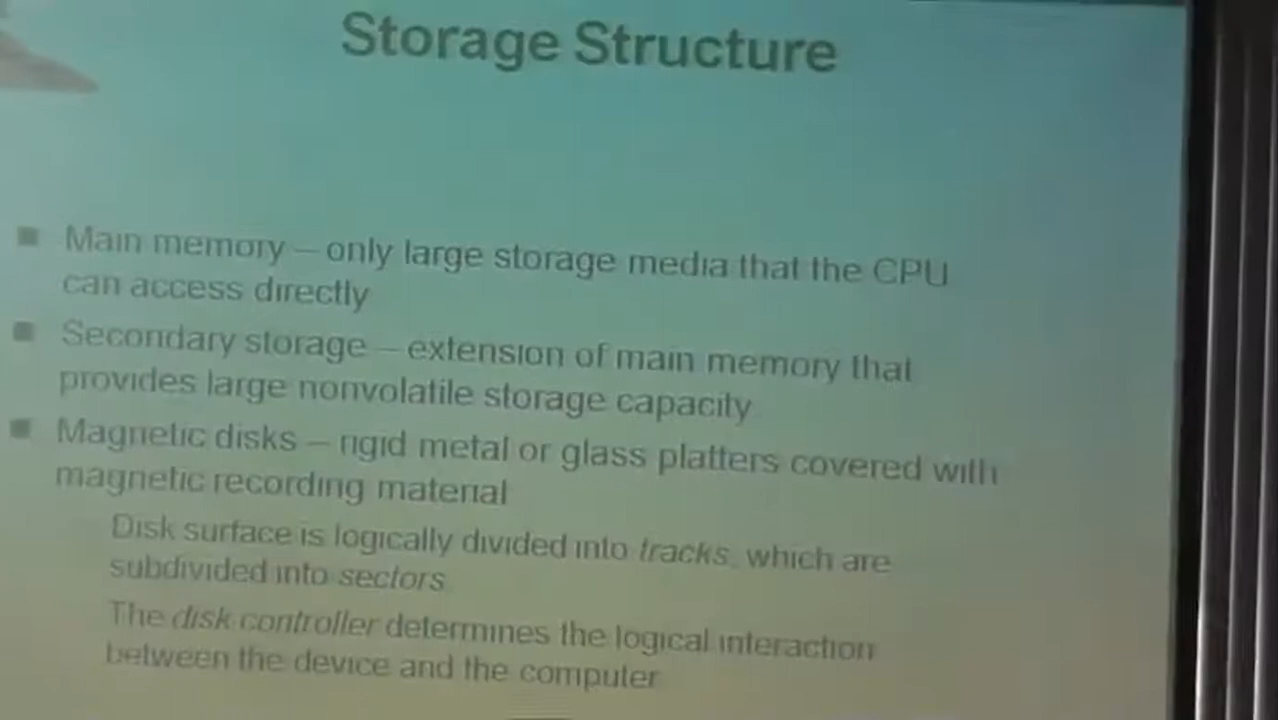 Storage Structure
Main memory – only large storage media that the CPU
can access directly
Secondary storage – extension of main memory that
provides large nonvolatile storage capacity
Magnetic disks – rigid metal or glass platters covered with
magnetic recording material
Disk surface is logically divided into tracks, which are
subdivided into sectors
The disk controller determines the logical interaction
between the device and the computer